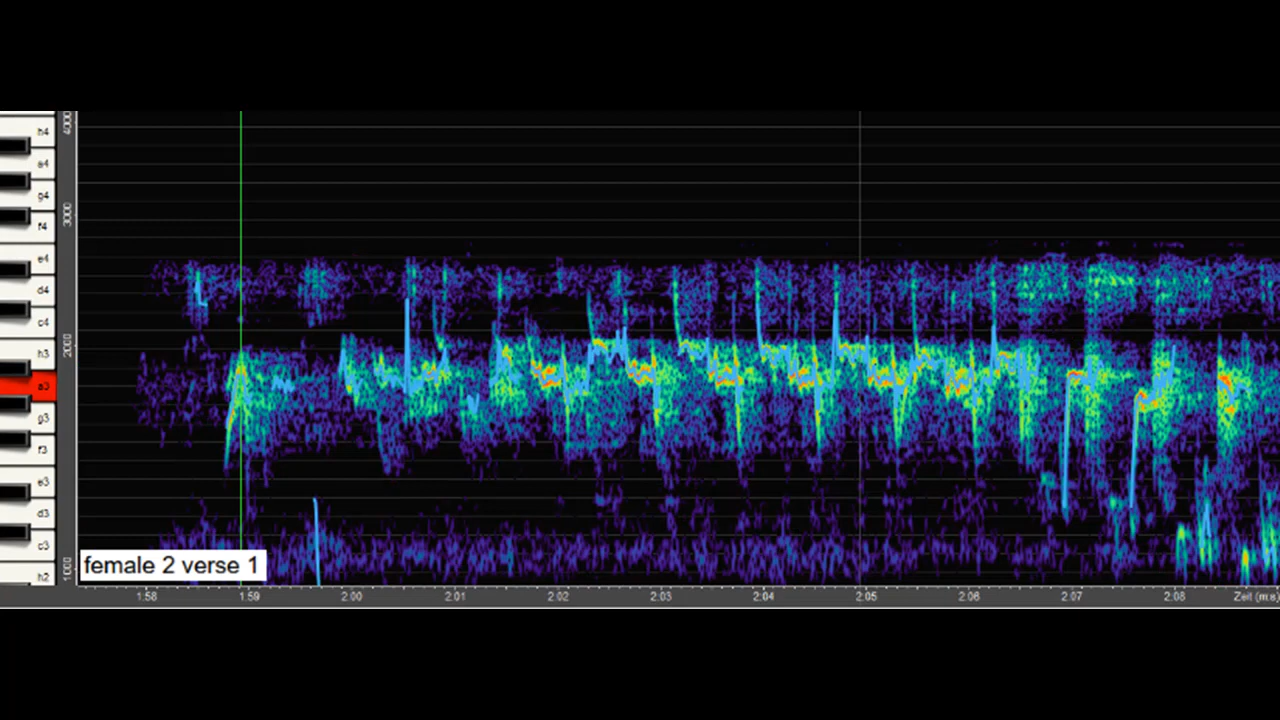 h4
a4
g4
f4
e4
d4
c4
h3
a3
g3
f3
e3
d3
c3
h2
4000
3000
2000
1000
female 2 verse 1
1:58 1:59 2:00 2:01 2:02 2:03 2:04 2:05 2:06 2:07 2:08 Zeit (m:s)